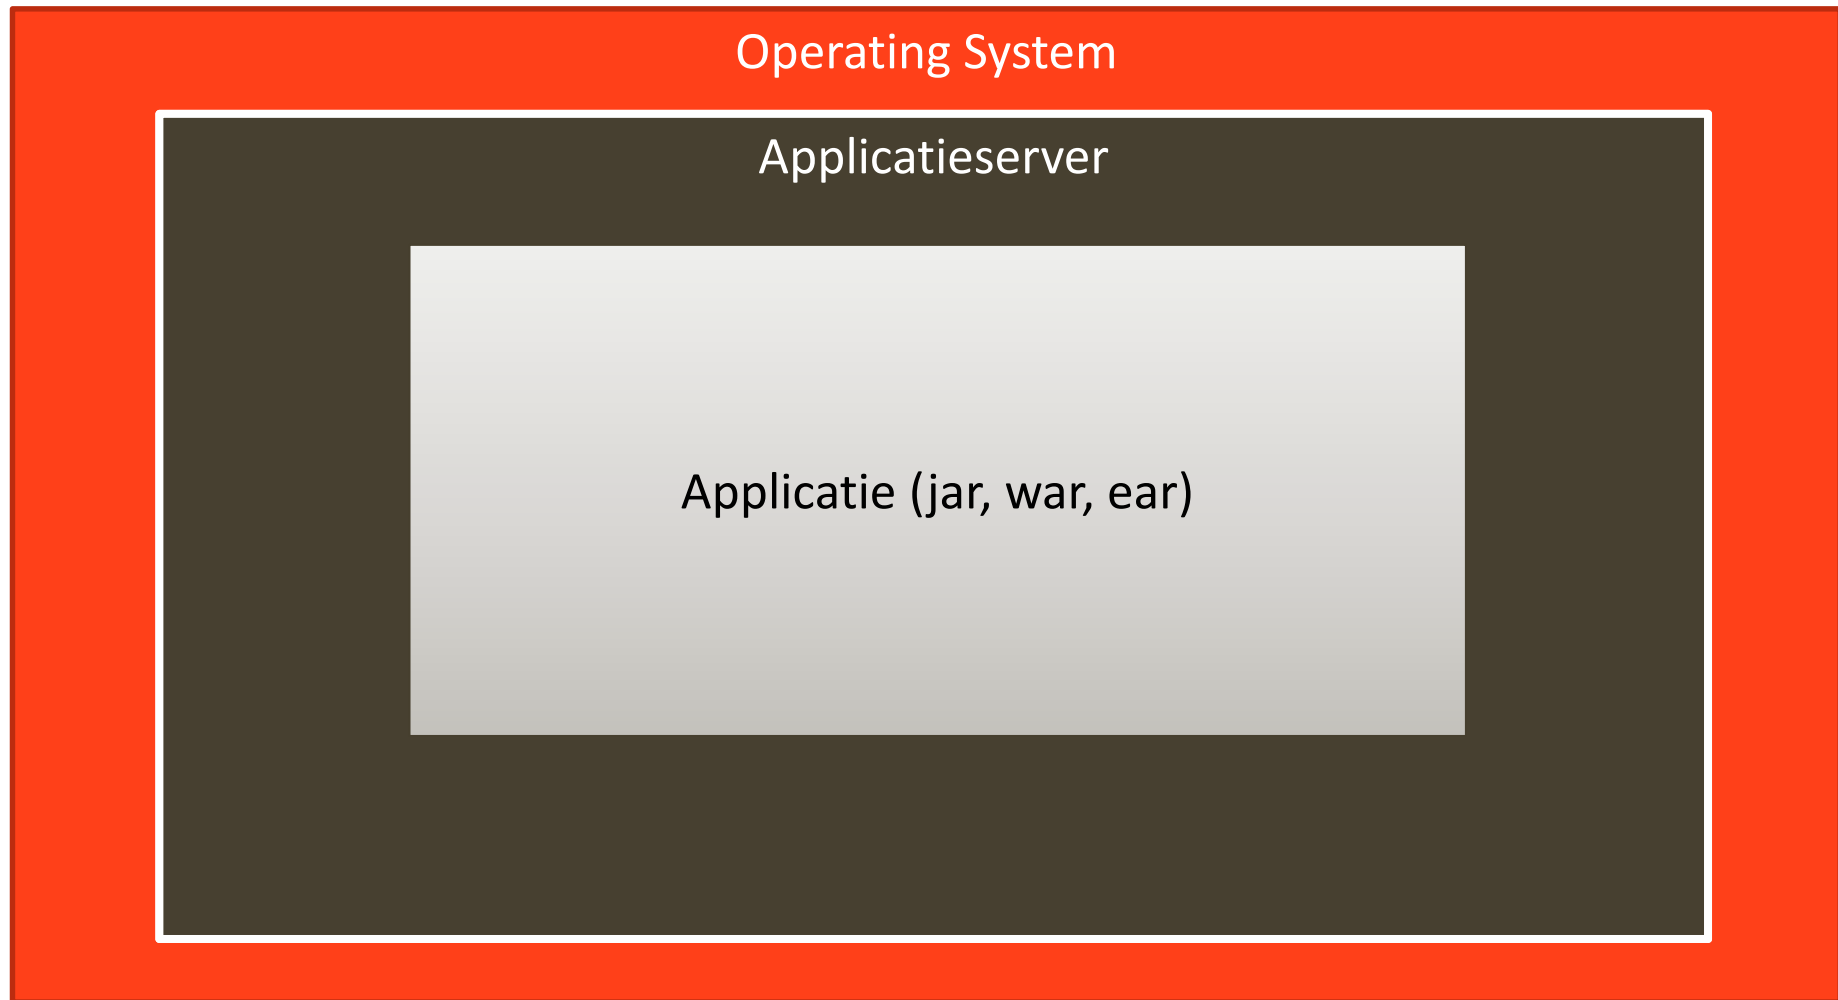 Operating System
Applicatieserver
Applicatie (jar, war, ear)